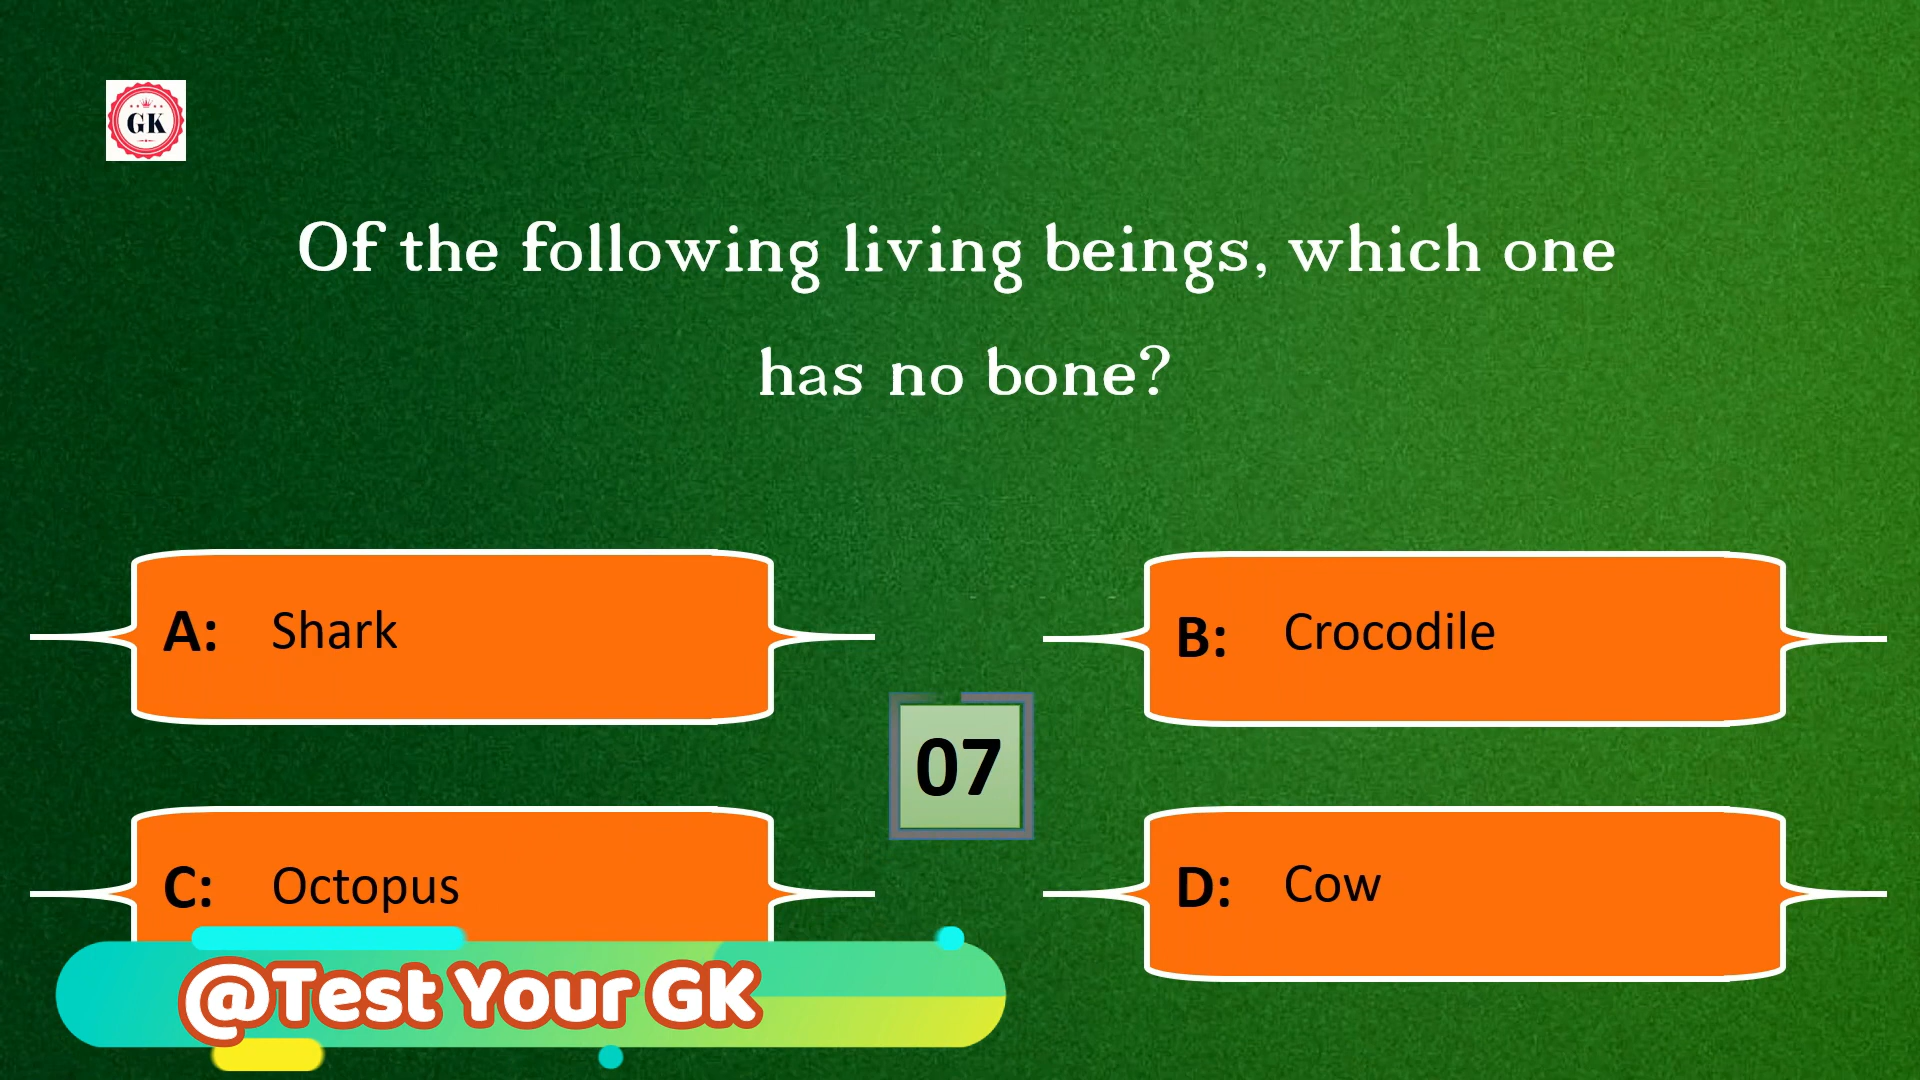 GK
Of the following living beings, which one
has no bone?
A: Shark
B: Crocodile
07
C: Octopus
D: Cow
@Test Your GK